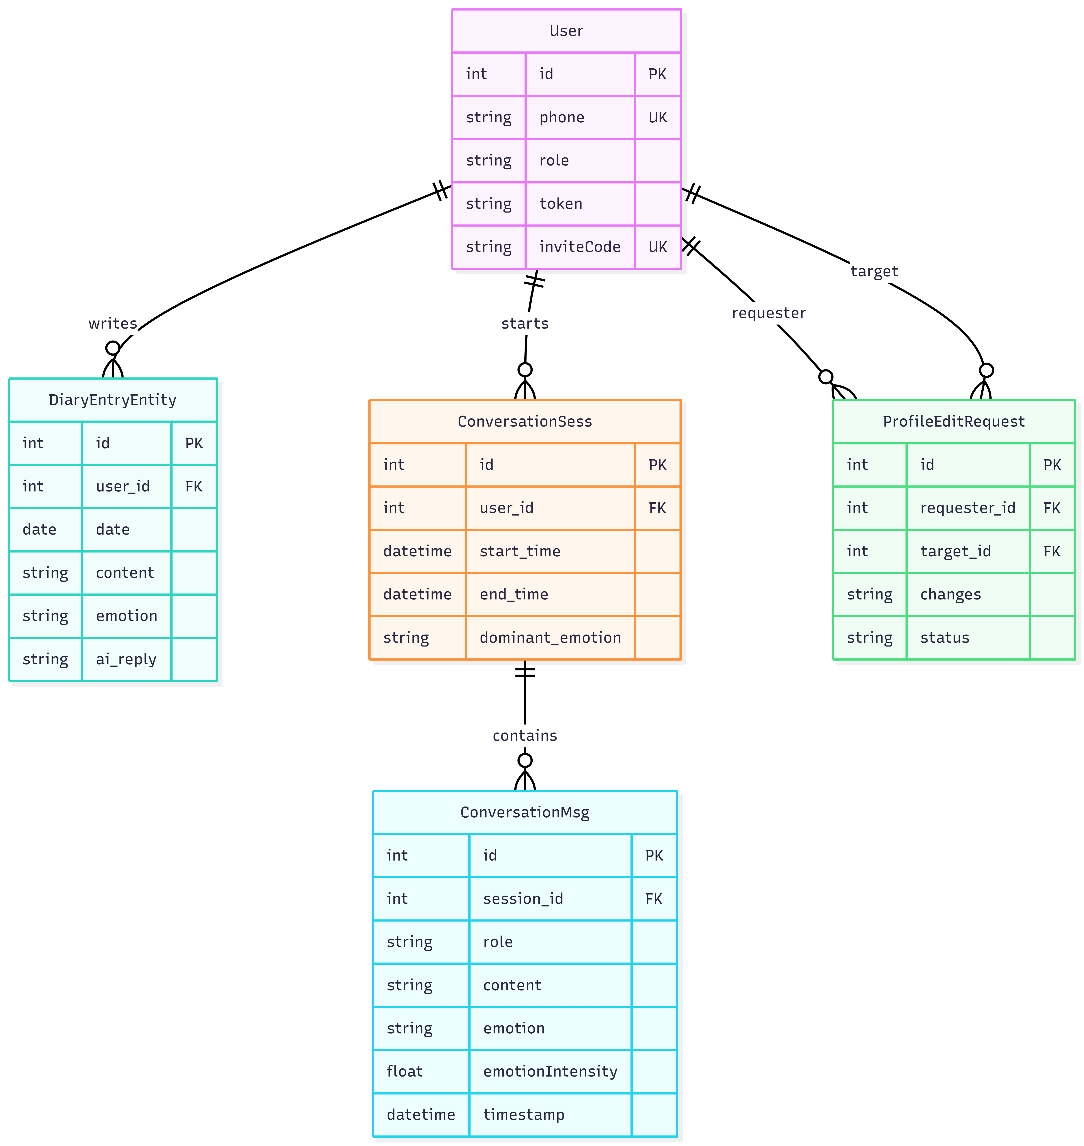 User
int id PK
string phone UK
string role
string token
string inviteCode UK
writes
starts
requester
target
DiaryEntryEntity
int id PK
int user_id FK
date date
string content
string emotion
string ai_reply
ConversationSess
int id PK
int user_id FK
datetime start_time
datetime end_time
string dominant_emotion
ProfileEditRequest
int id PK
int requester_id FK
int target_id FK
string changes
string status
contains
ConversationMsg
int id PK
int session_id FK
string role
string content
string emotion
float emotionIntensity
datetime timestamp